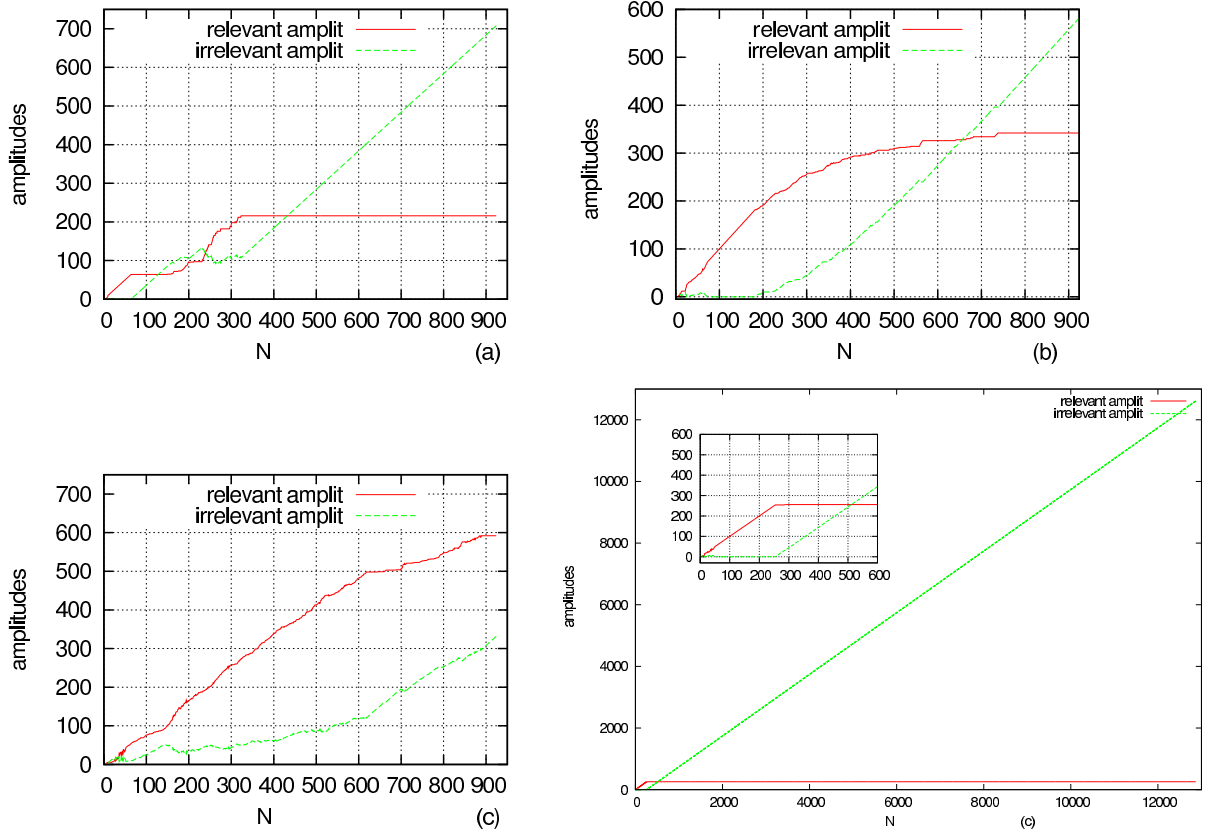 700
600
500
400
300
200
100
0
amplitudes
relevant amplit
irrelevant amplit
0 100 200 300 400 500 600 700 800 900
N
(a)
600
500
400
300
200
100
0
amplitudes
relevant amplit
irrelevan amplit
0 100 200 300 400 500 600 700 800 900
N
(b)
700
600
500
400
300
200
100
0
amplitudes
relevant amplit
irrelevant amplit
0 100 200 300 400 500 600 700 800 900
N
(c)
12000
10000
8000
6000
4000
2000
0
amplitudes
relevant amplit
irrelevant amplit
600
500
400
300
200
100
0
0 100 200 300 400 500 600
0 2000 4000 6000 8000 10000 12000
N
(c)